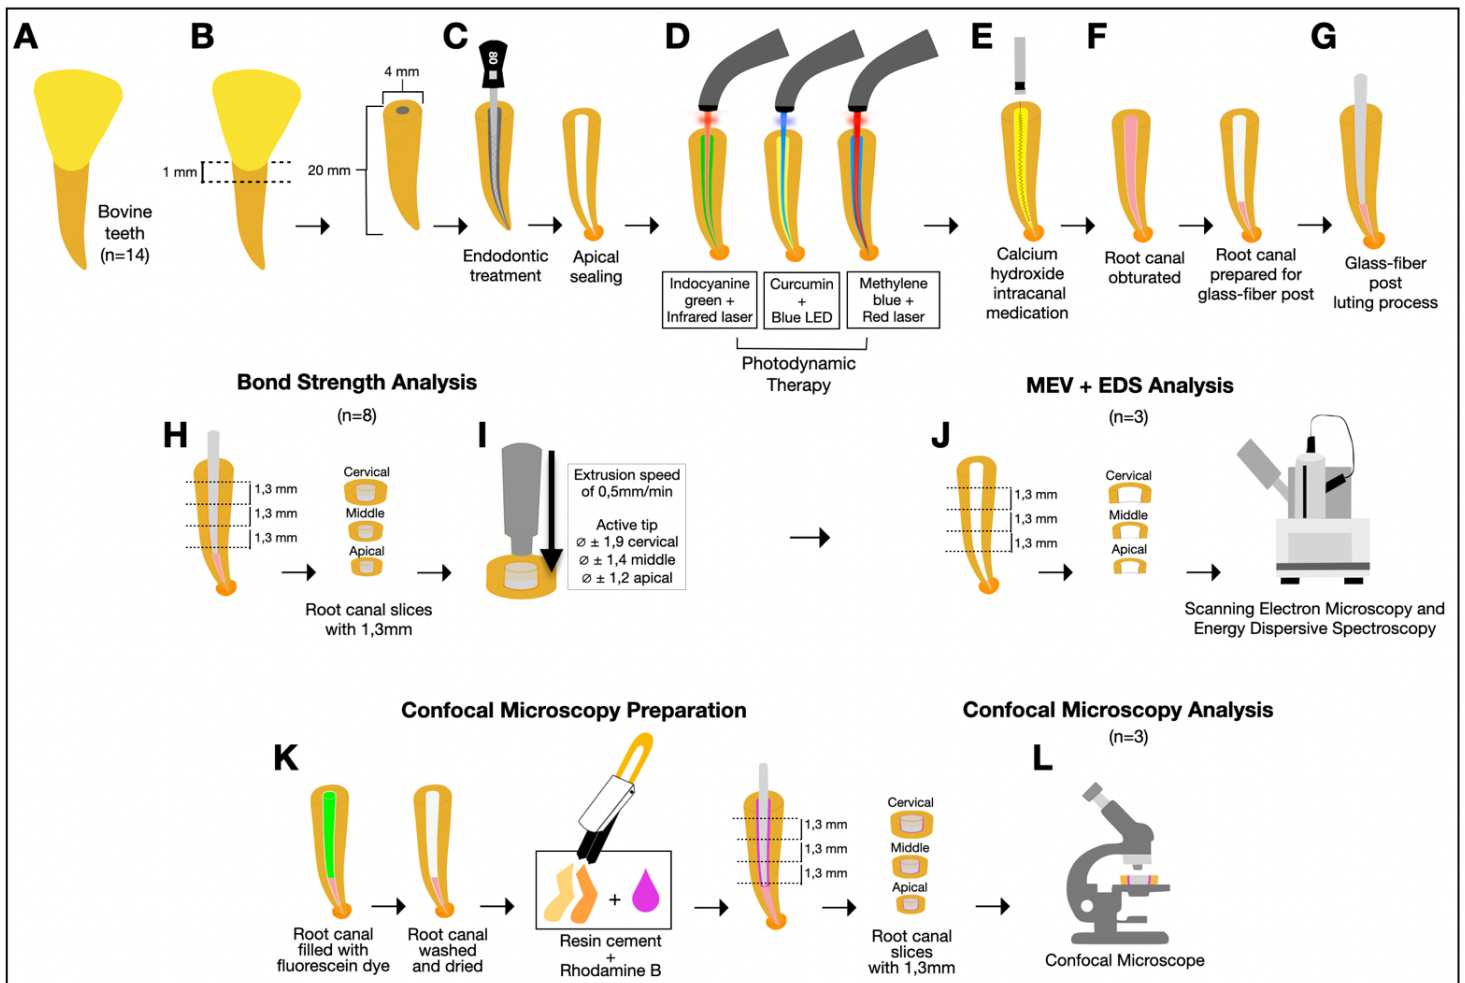 A
B
C
D
E
F
G
80
4 mm
1 mm
20 mm
Bovine
teeth
(n=14)
Endodontic
treatment
Apical
sealing
Indocyanine
green +
Infrared laser
Curcumin
+
Blue LED
Methylene
blue +
Red laser
Photodynamic
Therapy
Calcium
hydroxide
intracanal
medication
Root canal
obturated
Root canal
prepared for
glass-fiber post
Glass-fiber
post
luting process
Bond Strength Analysis
(n=8)
H
1,3 mm
1,3 mm
1,3 mm
Cervical
Middle
Apical
Root canal slices
with 1,3mm
I
Extrusion speed
of 0,5mm/min
Active tip
⌀ ± 1,9 cervical
⌀ ± 1,4 middle
⌀ ± 1,2 apical
MEV + EDS Analysis
(n=3)
J
1,3 mm
1,3 mm
1,3 mm
Cervical
Middle
Apical
Scanning Electron Microscopy and
Energy Dispersive Spectroscopy
Confocal Microscopy Preparation
K
Root canal
filled with
fluorescein dye
Root canal
washed
and dried
+
Resin cement
+
Rhodamine B
1,3 mm
1,3 mm
1,3 mm
Cervical
Middle
Apical
Root canal
slices
with 1,3mm
Confocal Microscopy Analysis
(n=3)
L
Confocal Microscope